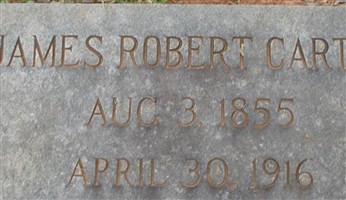 JAMES ROBERT CART
AUG. 3, 1855
APRIL 30, 1916